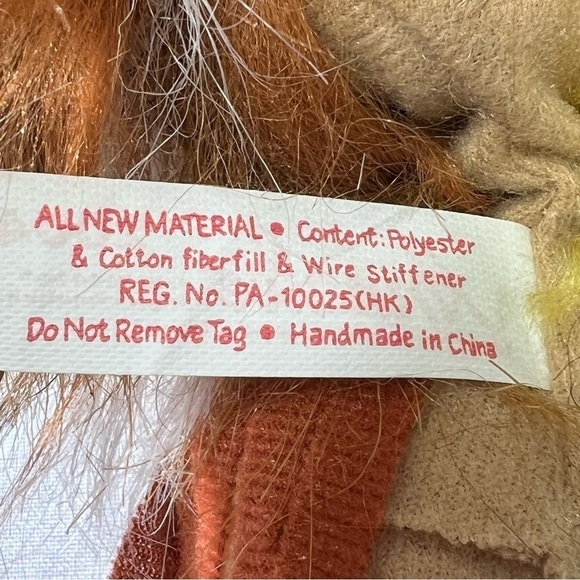 ALL NEW MATERIAL • Content: Polyester
& Cotton fiberfill & Wire Stiffener
REG. No. PA-10025(HK)
Do Not Remove Tag • Handmade in China